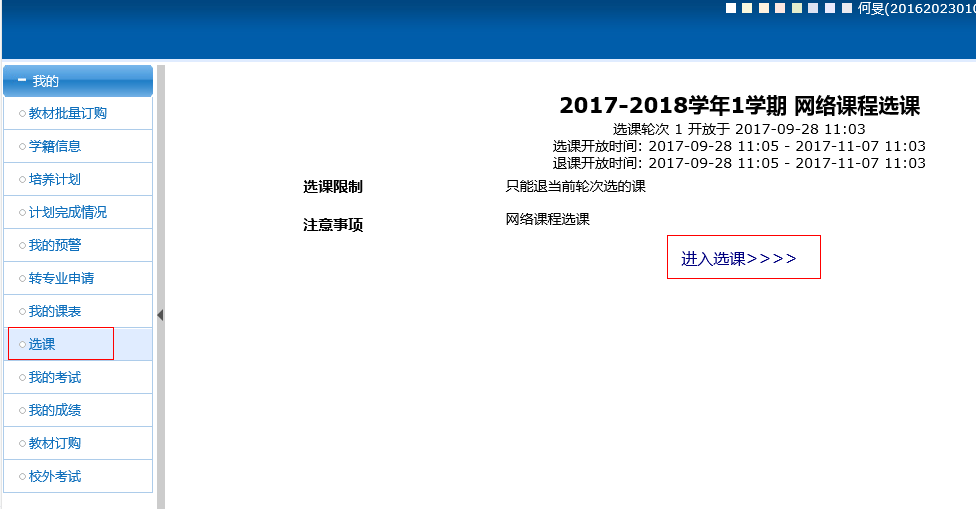 何旻(20162023010
我的
教材批量订购
学籍信息
培养计划
计划完成情况
我的预警
转专业申请
我的课表
选课
我的考试
我的成绩
教材订购
校外考试
2017-2018学年1学期 网络课程选课
选课轮次 1 开放于 2017-09-28 11:03
选课开放时间: 2017-09-28 11:05 - 2017-11-07 11:03
退课开放时间: 2017-09-28 11:05 - 2017-11-07 11:03
选课限制 只能退当前轮次选的课
注意事项 网络课程选课
进入选课>>>>